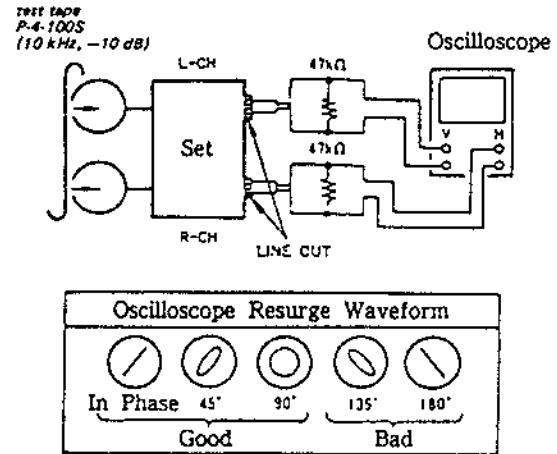 test tape
P-4-100S
(10 kHz, −10 dB)
L-CH
47kΩ
Oscilloscope
Set
V
H
47kΩ
R-CH
LINE OUT
Oscilloscope Resurge Waveform
In Phase 45° 90° 135° 180°
Good Bad